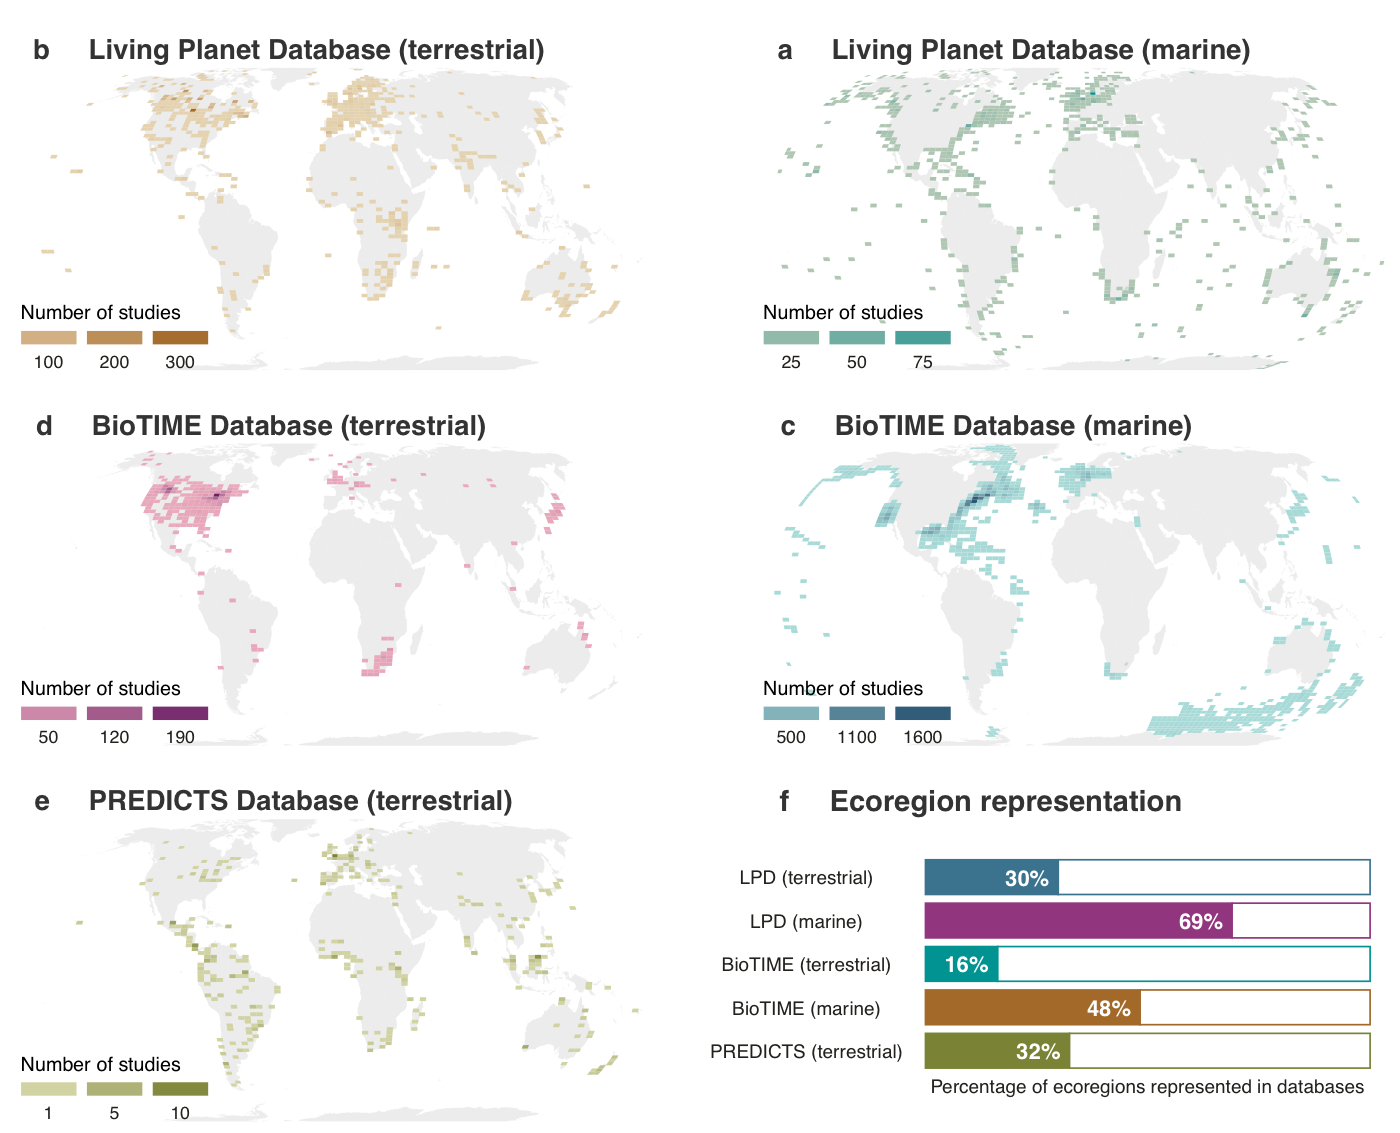 b Living Planet Database (terrestrial)
Number of studies
100 200 300
a Living Planet Database (marine)
Number of studies
25 50 75
d BioTIME Database (terrestrial)
Number of studies
50 120 190
c BioTIME Database (marine)
Number of studies
500 1100 1600
e PREDICTS Database (terrestrial)
Number of studies
1 5 10
f Ecoregion representation
LPD (terrestrial) 30%
LPD (marine) 69%
BioTIME (terrestrial) 16%
BioTIME (marine) 48%
PREDICTS (terrestrial) 32%
Percentage of ecoregions represented in databases